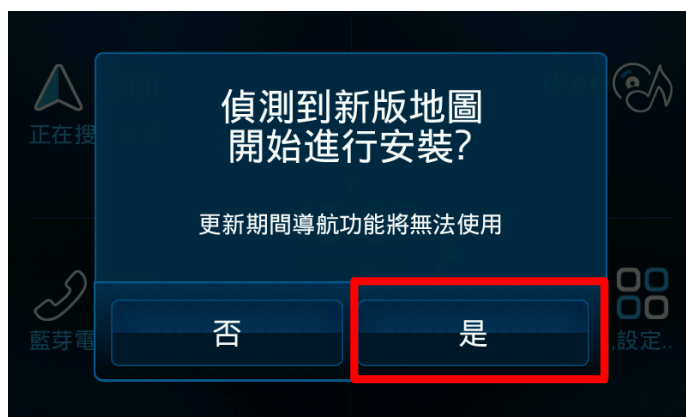 偵測到新版地圖
開始進行安裝?
更新期間導航功能將無法使用
否
是
正在搜
藍芽電
設定..